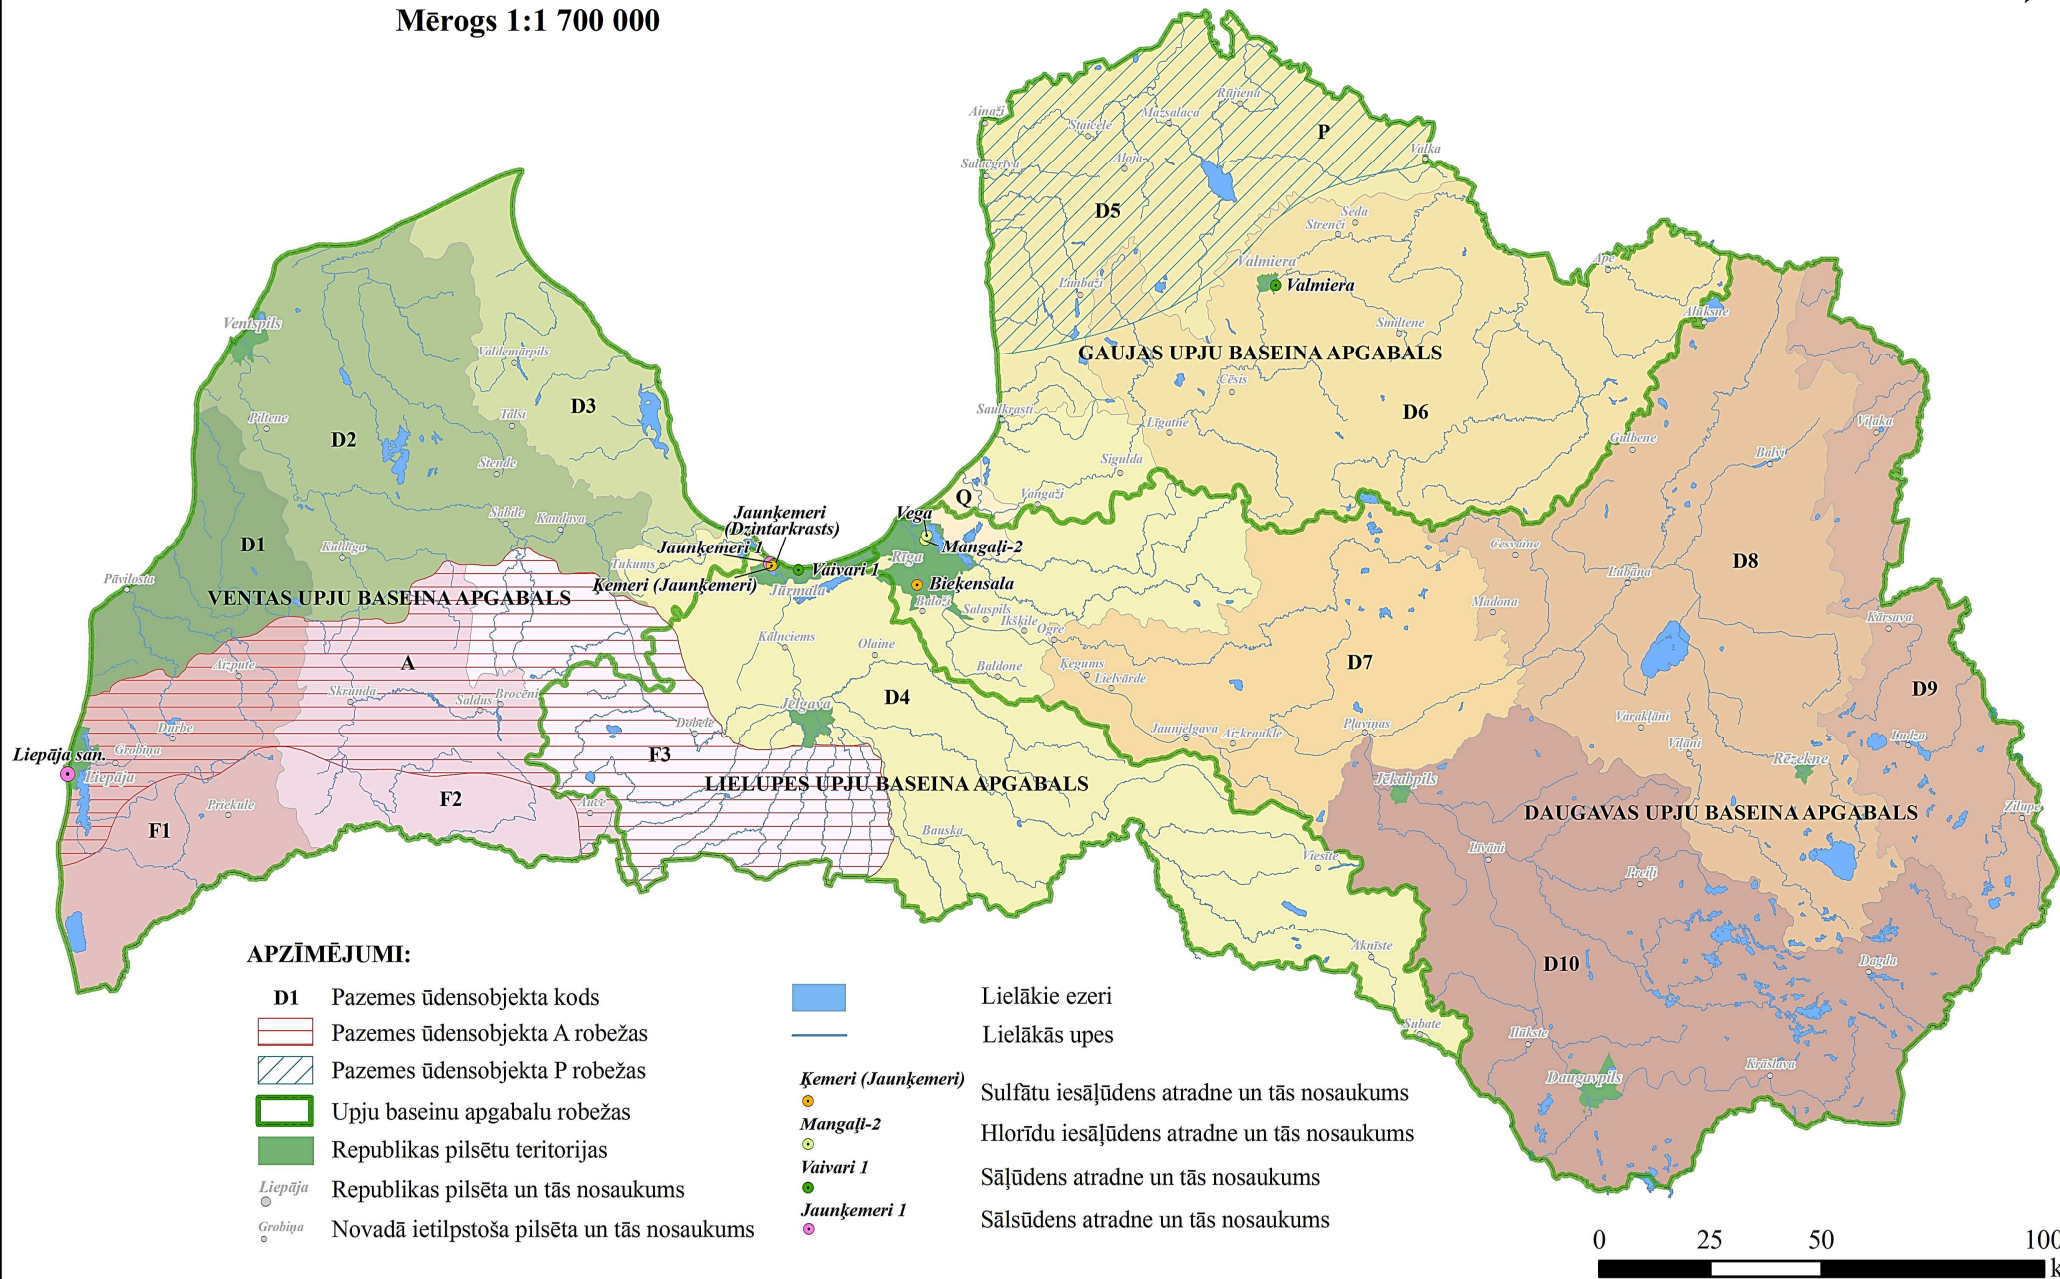 Mērogs 1:1 700 000
Ainaži
Staicele
Mazsalaca
Rūjiena
P
Valka
Salacgrīva
Aloja
D5
Seda
Strenči
Valmiera
Valmiera
Limbaži
Ape
Alūksne
Smiltene
GAUJAS UPJU BASEINA APGABALS
Cēsis
D6
Saulkrasti
Līgatne
Gulbene
Viļaka
Balvi
Sigulda
Vangaži
Q
Ventspils
Valdemārpils
D3
Talsi
Piltene
D2
Stende
Sabile
Kandava
D1
Kuldīga
Pāvilosta
VENTAS UPJU BASEINA APGABALS
Jaunķemeri
(Dzintarkrasts)
Jaunķemeri 1
Tukums
Ķemeri (Jaunķemeri)
Vaivari 1
Jūrmala
Vega
Rīga
Mangaļi-2
Bieķensala
Baloži
Salaspils
Ikšķile
Ogre
Cesvaine
Lubāna
D8
Madona
Kārsava
A
Aizpute
Skrunda
Saldus
Brocēni
Kalnciems
Olaine
Baldone
Ķegums
Lielvārde
D7
D9
D4
Jelgava
Dobele
Durbe
Grobiņa
Liepāja san.
Liepāja
F3
Jaunjelgava
Aizkraukle
Pļaviņas
Varakļāni
Viļāni
Ludza
Rēzekne
LIELUPES UPJU BASEINA APGABALS
Jēkabpils
F2
Auce
Priekule
F1
DAUGAVAS UPJU BASEINA APGABALS
Zilupe
Bauska
Viesīte
Līvāni
Preiļi
Aknīste
D10
Dagda
Subate
Ilūkste
Krāslava
Daugavpils
APZĪMĒJUMI:
D1 Pazemes ūdensobjekta kods
Pazemes ūdensobjekta A robežas
Pazemes ūdensobjekta P robežas
Upju baseinu apgabalu robežas
Republikas pilsētu teritorijas
Liepāja Republikas pilsēta un tās nosaukums
Grobiņa Novadā ietilpstoša pilsēta un tās nosaukums
Lielākie ezeri
Lielākās upes
Ķemeri (Jaunķemeri) Sulfātu iesāļūdens atradne un tās nosaukums
Mangaļi-2 Hlorīdu iesāļūdens atradne un tās nosaukums
Vaivari 1 Sāļūdens atradne un tās nosaukums
Jaunķemeri 1 Sālsūdens atradne un tās nosaukums
0 25 50 100
k